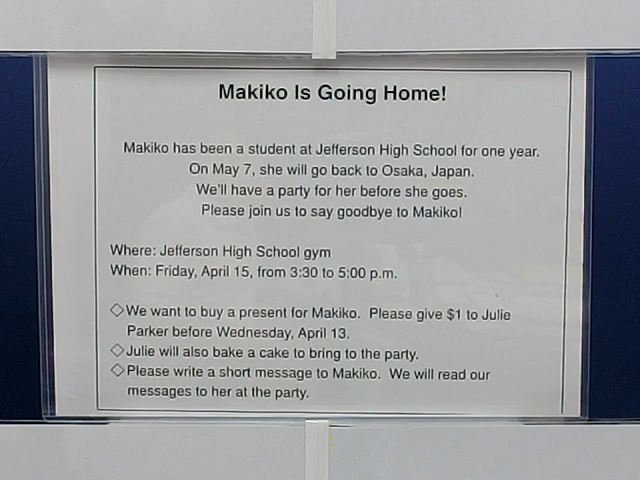 Makiko Is Going Home!
Makiko has been a student at Jefferson High School for one year.
On May 7, she will go back to Osaka, Japan.
We'll have a party for her before she goes.
Please join us to say goodbye to Makiko!
Where: Jefferson High School gym
When: Friday, April 15, from 3:30 to 5:00 p.m.
◇We want to buy a present for Makiko. Please give $1 to Julie
Parker before Wednesday, April 13.
◇Julie will also bake a cake to bring to the party.
◇Please write a short message to Makiko. We will read our
messages to her at the party.